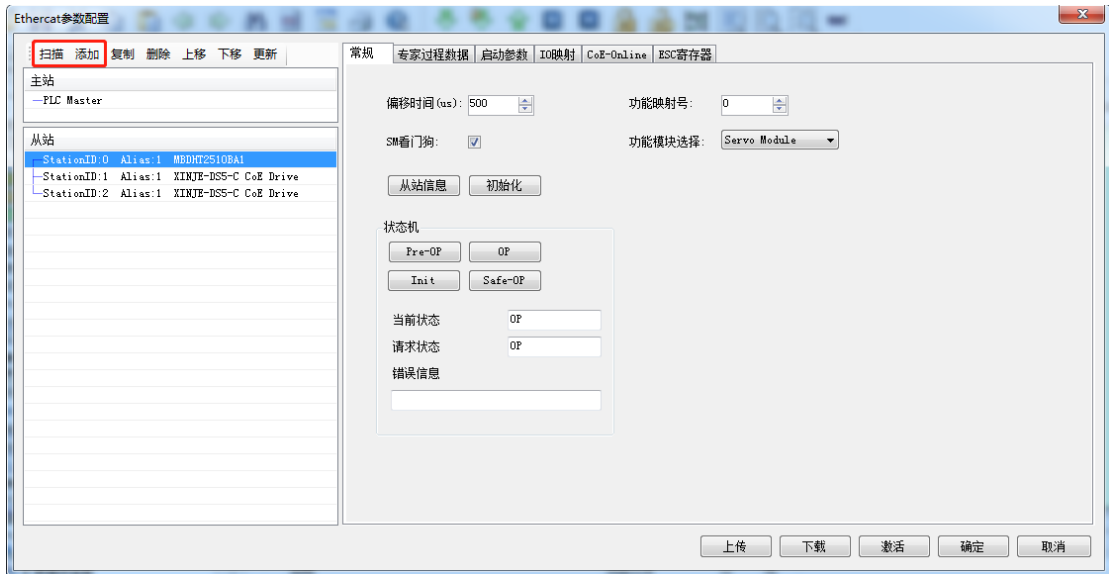 Ethercat参数配置
扫描 添加 复制 删除 上移 下移 更新
主站
PLC Master
从站
StationID:0 Alias:1 MBDHT2510BA1
StationID:1 Alias:1 XINJE-DS5-C CoE Drive
StationID:2 Alias:1 XINJE-DS5-C CoE Drive
常规 专家过程数据 启动参数 IO映射 CoE-Online ESC寄存器
偏移时间(us): 500 功能映射号: 0
SM看门狗: 功能模块选择: Servo Module
从站信息 初始化
状态机
Pre-OP OP
Init Safe-OP
当前状态 OP
请求状态 OP
错误信息
上传 下载 激活 确定 取消